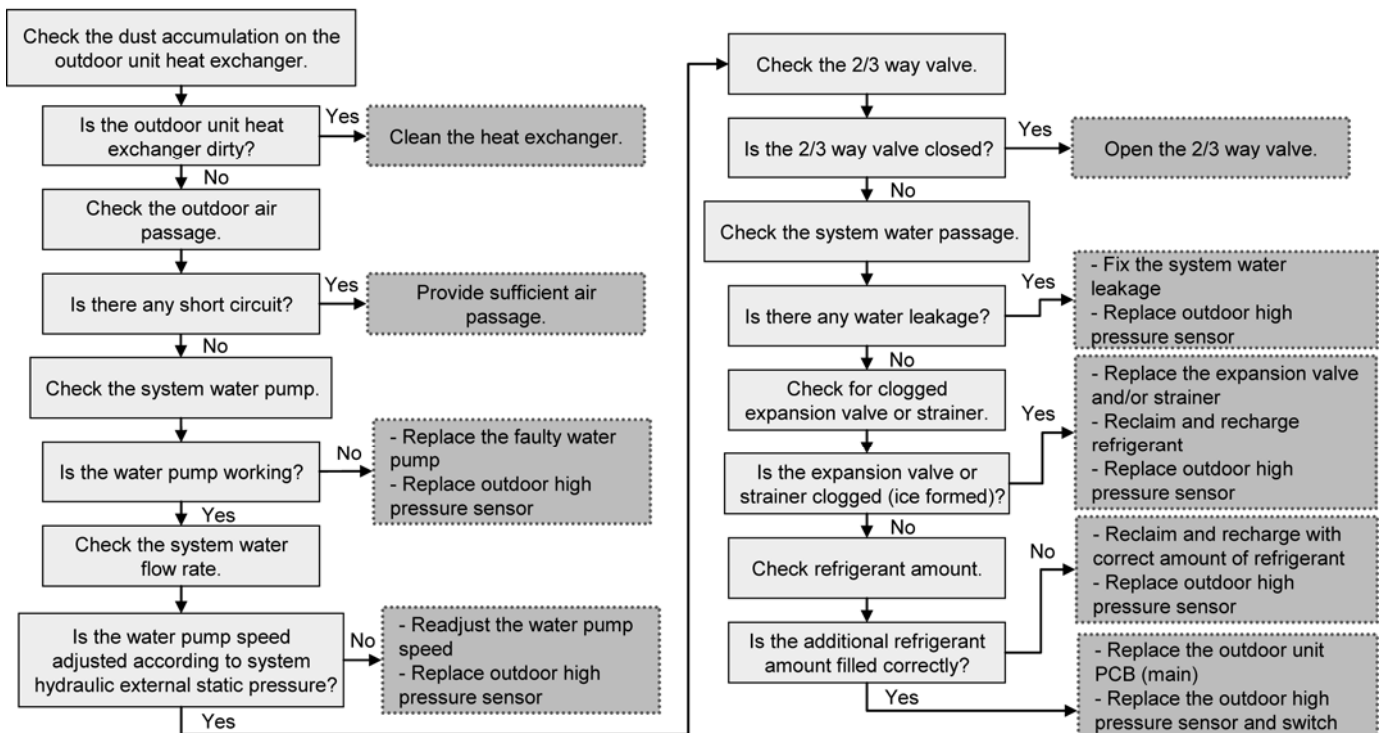 Check the dust accumulation on the
outdoor unit heat exchanger.
Is the outdoor unit heat
exchanger dirty?
Yes
Clean the heat exchanger.
No
Check the outdoor air
passage.
Is there any short circuit?
Yes
Provide sufficient air
passage.
No
Check the system water pump.
Is the water pump working?
No
- Replace the faulty water
pump
- Replace outdoor high
pressure sensor
Yes
Check the system water
flow rate.
Is the water pump speed
adjusted according to system
hydraulic external static pressure?
No
- Readjust the water pump
speed
- Replace outdoor high
pressure sensor
Yes
Check the 2/3 way valve.
Is the 2/3 way valve closed?
Yes
Open the 2/3 way valve.
No
Check the system water passage.
Is there any water leakage?
Yes
- Fix the system water
leakage
- Replace outdoor high
pressure sensor
No
Check for clogged
expansion valve or strainer.
Is the expansion valve or
strainer clogged (ice formed)?
Yes
- Replace the expansion valve
and/or strainer
- Reclaim and recharge
refrigerant
- Replace outdoor high
pressure sensor
No
Check refrigerant amount.
Is the additional refrigerant
amount filled correctly?
No
- Reclaim and recharge with
correct amount of refrigerant
- Replace outdoor high
pressure sensor
Yes
- Replace the outdoor unit
PCB (main)
- Replace the outdoor high
pressure sensor and switch